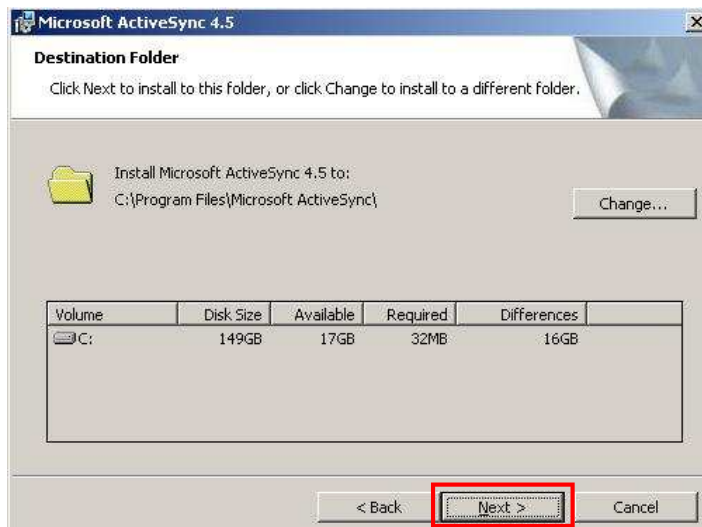 Microsoft ActiveSync 4.5
Destination Folder
Click Next to install to this folder, or click Change to install to a different folder.
Install Microsoft ActiveSync 4.5 to:
C:\Program Files\Microsoft ActiveSync\
Change...
Volume Disk Size Available Required Differences
C: 149GB 17GB 32MB 16GB
< Back Next > Cancel